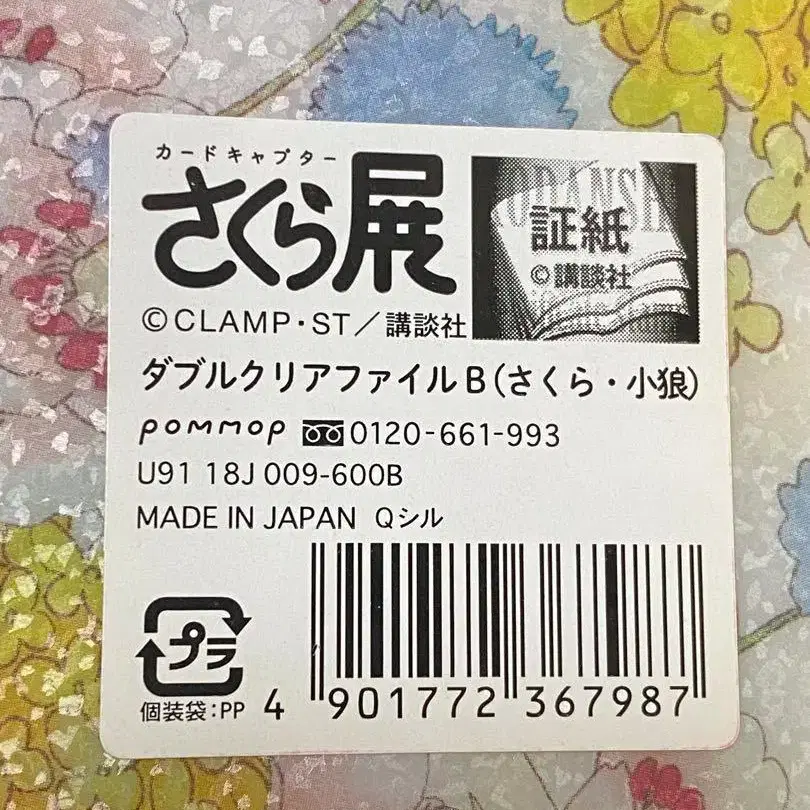 カードキャプター
さくら展
©CLAMP・ST／講談社
KODANSHA
証紙
©講談社
ダブルクリアファイルB（さくら・小狼）
pommop 0120-661-993
U91 18J 009-600B
MADE IN JAPAN Qシル
プラ
個装袋:PP
4 901772 367987